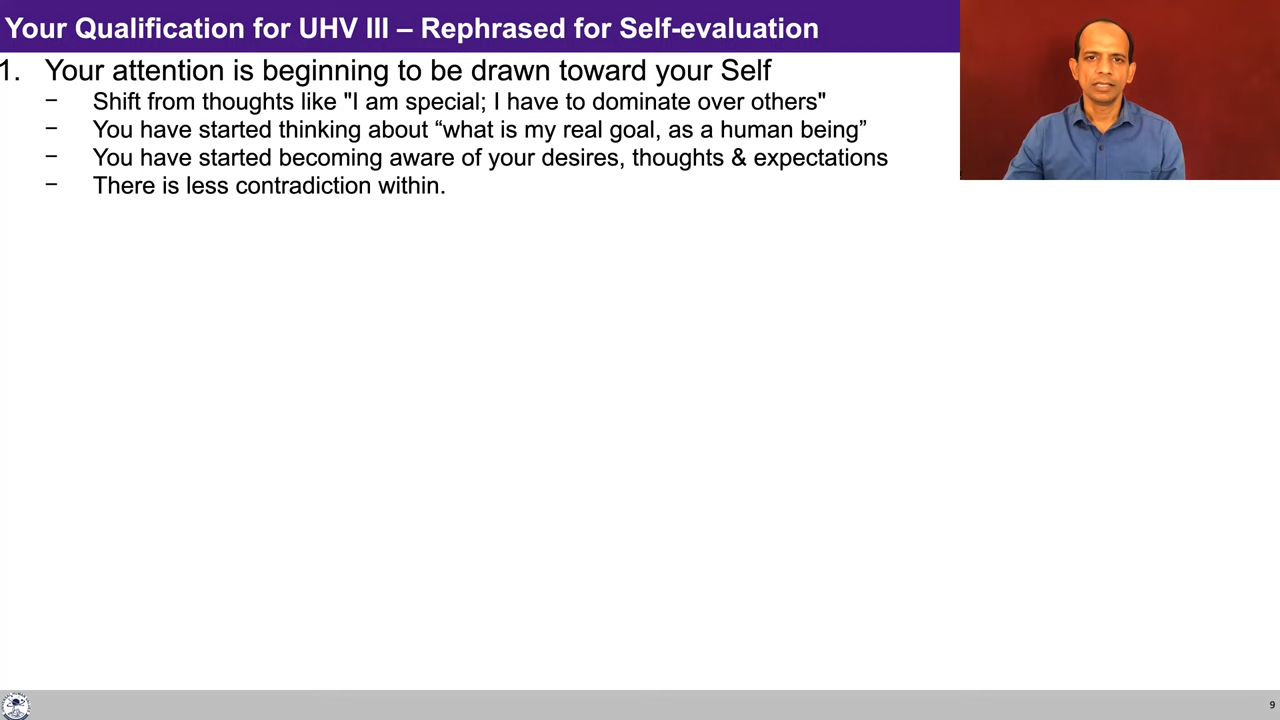 Your Qualification for UHV III – Rephrased for Self-evaluation
1. Your attention is beginning to be drawn toward your Self
− Shift from thoughts like "I am special; I have to dominate over others"
− You have started thinking about “what is my real goal, as a human being”
− You have started becoming aware of your desires, thoughts & expectations
− There is less contradiction within.
9